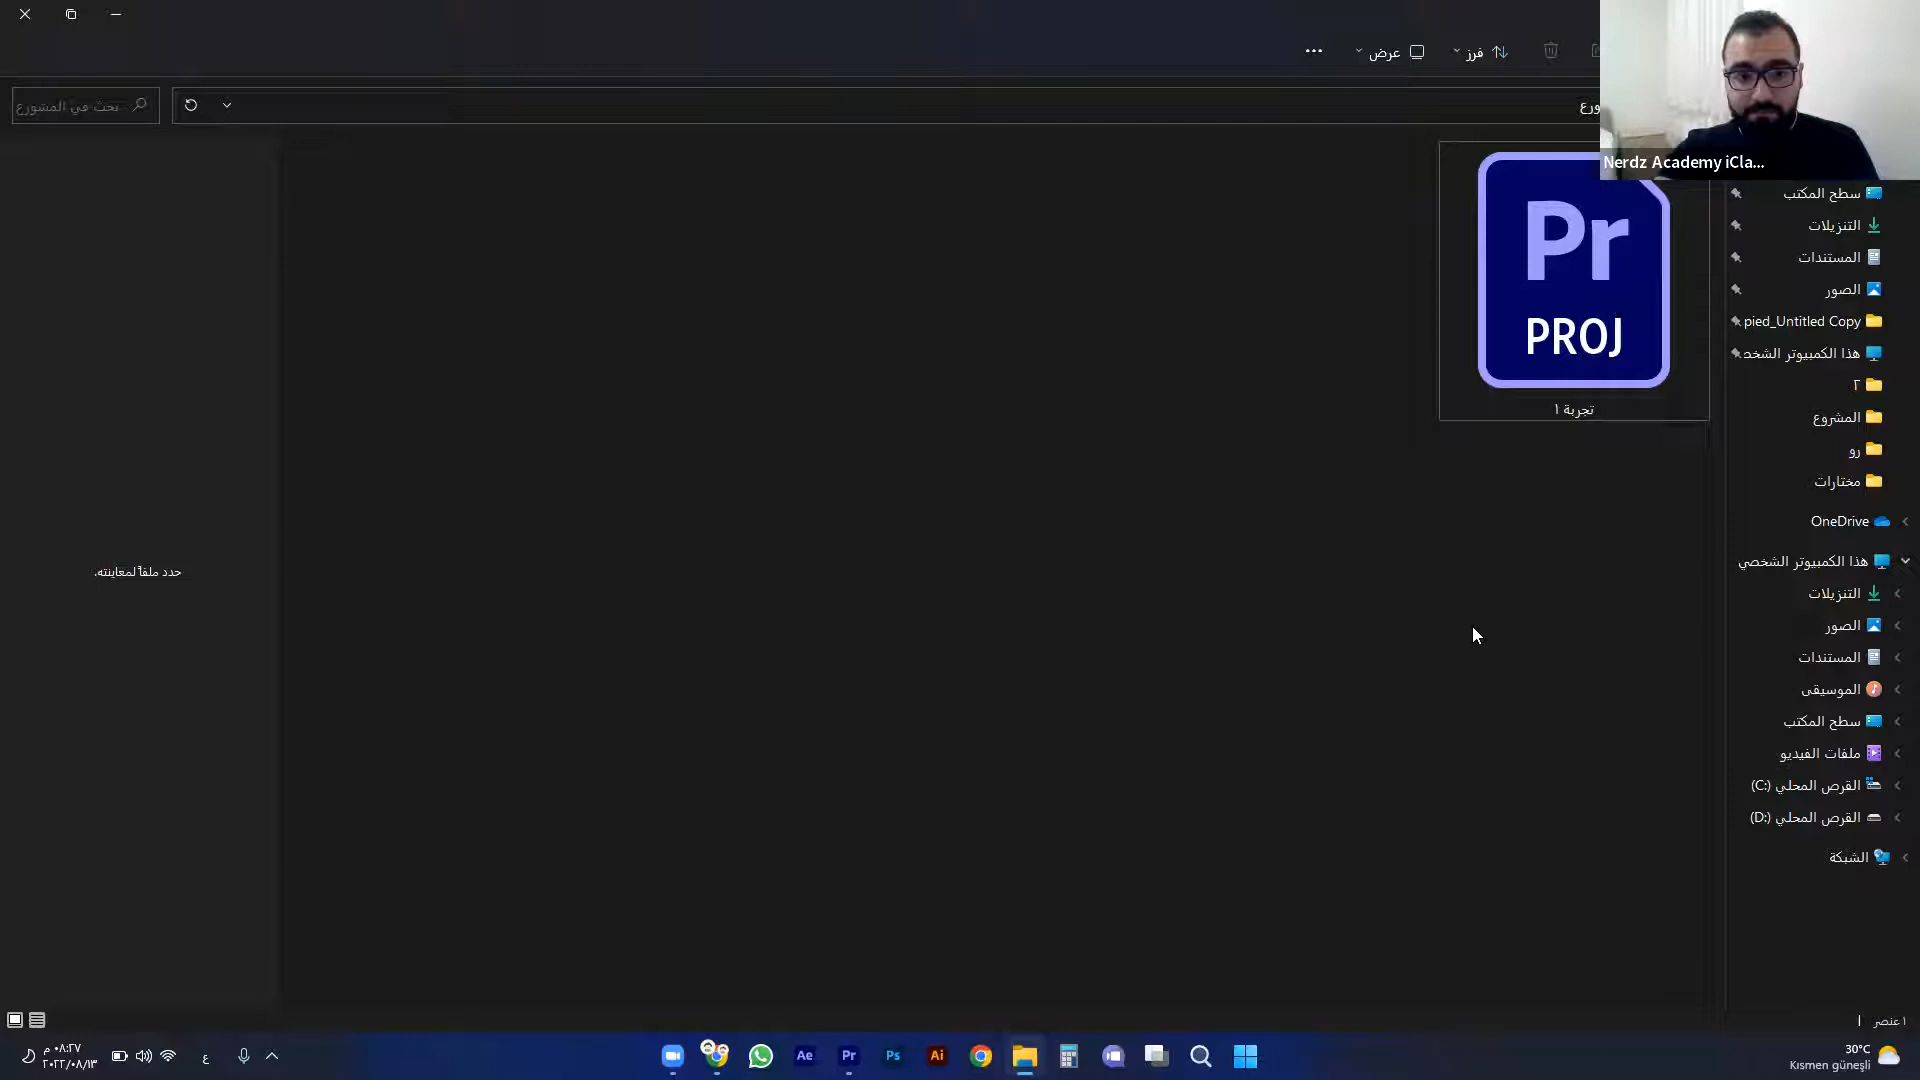 فرز
عرض
بحث في المشورع
ورع
Nerdz Academy iCla...
Pr
PROJ
تجربة ١
سطح المكتب
التنزيلات
المستندات
الصور
pied_Untitled Copy
هذا الكمبيوتر الشخص
٢
المشروع
رو
مختارات
OneDrive
هذا الكمبيوتر الشخصي
التنزيلات
الصور
المستندات
الموسيقى
سطح المكتب
ملفات الفيديو
القرص المحلي (C:)
القرص المحلي (D:)
الشبكة
حدد ملفاً لمعاينته.
١ عنصر
30°C
Kısmen güneşli
Ae
Pr
Ps
Ai
ع
٠٨:٢٧ م
٢٠٢٢/٠٨/١٣